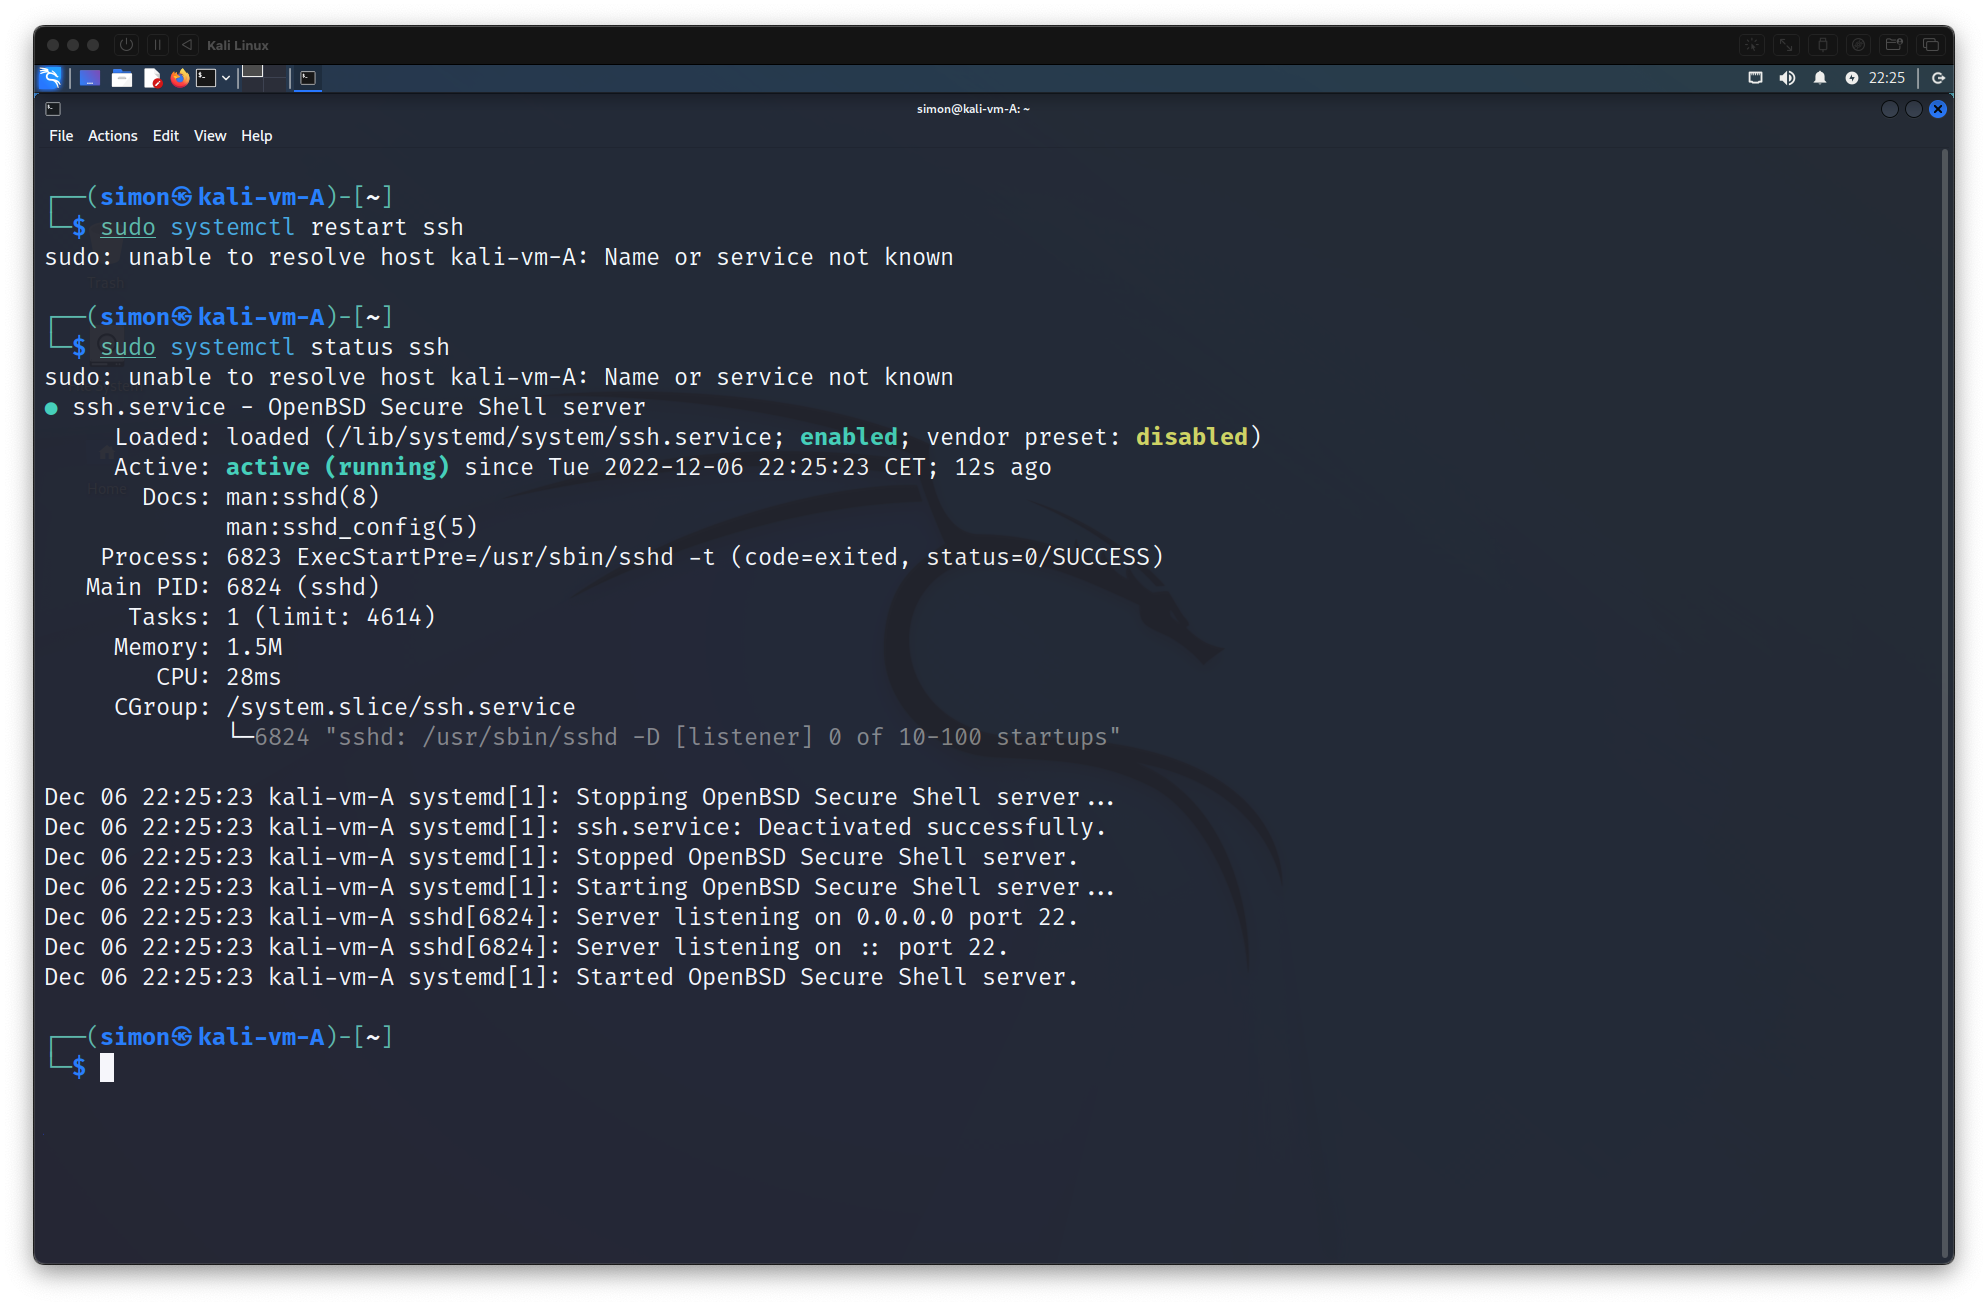 Kali Linux
22:25
simon@kali-vm-A: ~
File Actions Edit View Help
┌──(simon㉿kali-vm-A)-[~]
└─$ sudo systemctl restart ssh
sudo: unable to resolve host kali-vm-A: Name or service not known
┌──(simon㉿kali-vm-A)-[~]
└─$ sudo systemctl status ssh
sudo: unable to resolve host kali-vm-A: Name or service not known
● ssh.service - OpenBSD Secure Shell server
Loaded: loaded (/lib/systemd/system/ssh.service; enabled; vendor preset: disabled)
Active: active (running) since Tue 2022-12-06 22:25:23 CET; 12s ago
Docs: man:sshd(8)
man:sshd_config(5)
Process: 6823 ExecStartPre=/usr/sbin/sshd -t (code=exited, status=0/SUCCESS)
Main PID: 6824 (sshd)
Tasks: 1 (limit: 4614)
Memory: 1.5M
CPU: 28ms
CGroup: /system.slice/ssh.service
└─6824 "sshd: /usr/sbin/sshd -D [listener] 0 of 10-100 startups"
Dec 06 22:25:23 kali-vm-A systemd[1]: Stopping OpenBSD Secure Shell server...
Dec 06 22:25:23 kali-vm-A systemd[1]: ssh.service: Deactivated successfully.
Dec 06 22:25:23 kali-vm-A systemd[1]: Stopped OpenBSD Secure Shell server.
Dec 06 22:25:23 kali-vm-A systemd[1]: Starting OpenBSD Secure Shell server...
Dec 06 22:25:23 kali-vm-A sshd[6824]: Server listening on 0.0.0.0 port 22.
Dec 06 22:25:23 kali-vm-A sshd[6824]: Server listening on :: port 22.
Dec 06 22:25:23 kali-vm-A systemd[1]: Started OpenBSD Secure Shell server.
┌──(simon㉿kali-vm-A)-[~]
└─$
Trash
Home